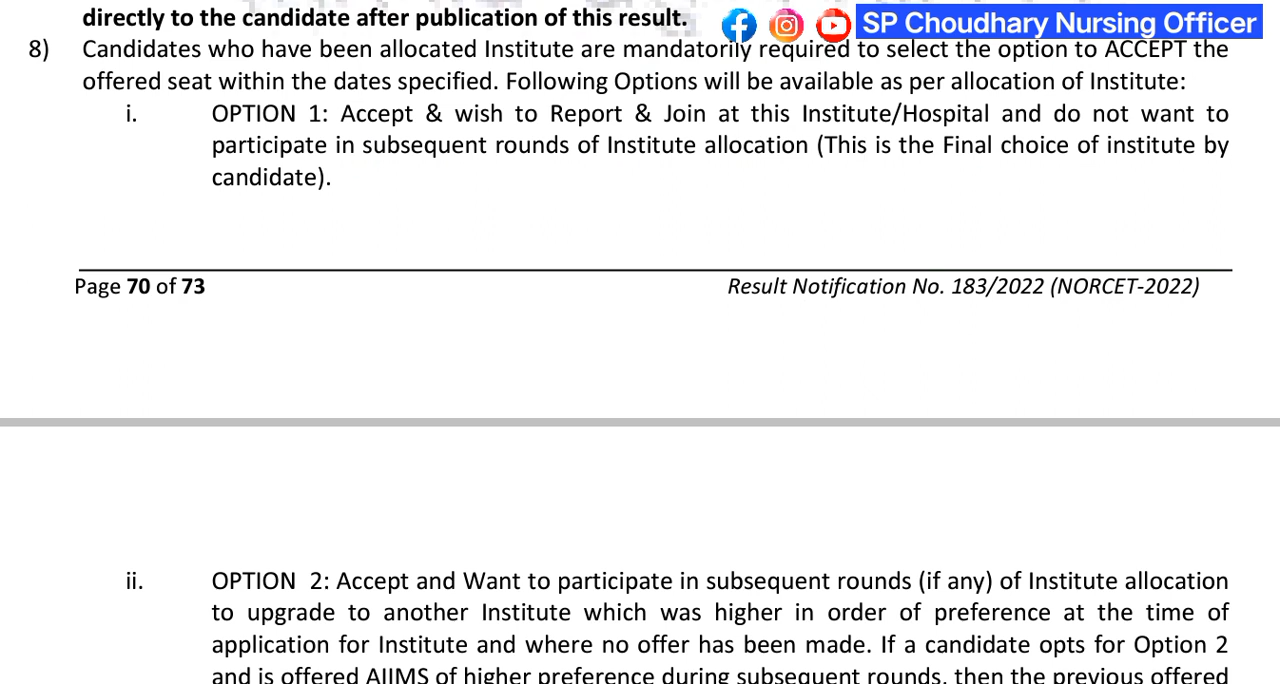 directly to the candidate after publication of this result.
SP Choudhary Nursing Officer
8) Candidates who have been allocated Institute are mandatorily required to select the option to ACCEPT the
offered seat within the dates specified. Following Options will be available as per allocation of Institute:
i. OPTION 1: Accept & wish to Report & Join at this Institute/Hospital and do not want to
participate in subsequent rounds of Institute allocation (This is the Final choice of institute by
candidate).
Page 70 of 73 Result Notification No. 183/2022 (NORCET-2022)
ii. OPTION 2: Accept and Want to participate in subsequent rounds (if any) of Institute allocation
to upgrade to another Institute which was higher in order of preference at the time of
application for Institute and where no offer has been made. If a candidate opts for Option 2
and is offered AIIMS of higher preference during subsequent rounds, then the previous offered